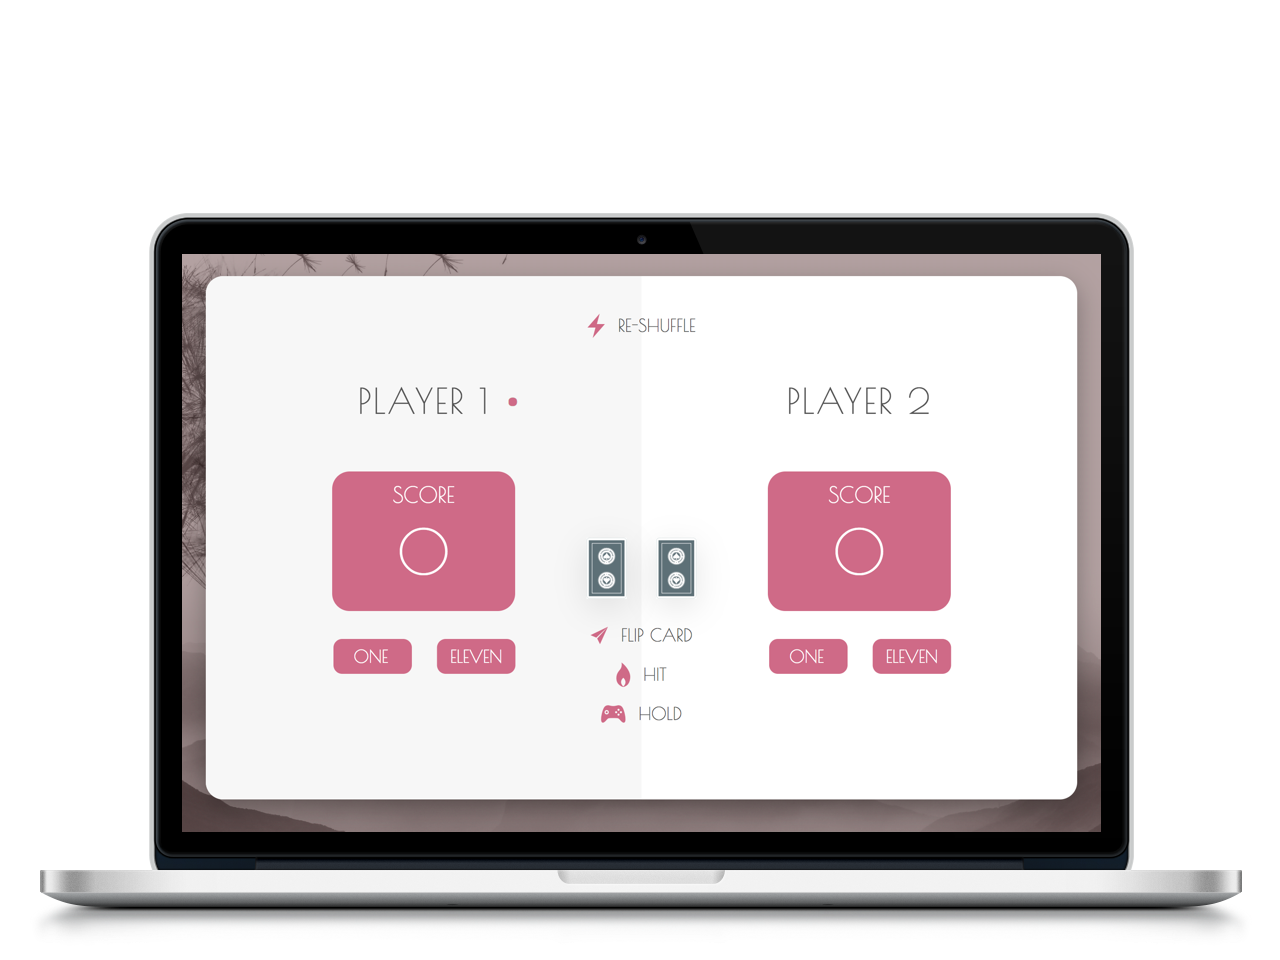 RE-SHUFFLE
PLAYER 1
PLAYER 2
SCORE
SCORE
ONE
ELEVEN
ONE
ELEVEN
FLIP CARD
HIT
HOLD